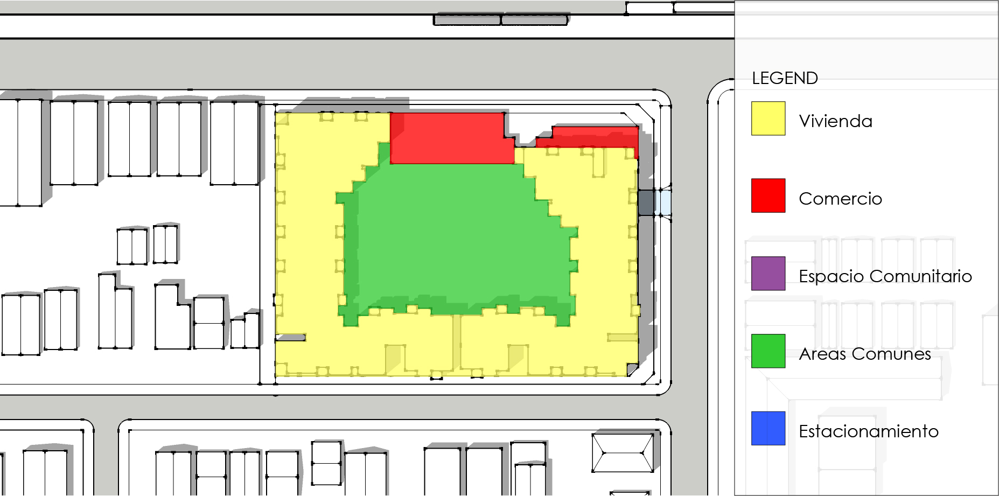 LEGEND
Vivienda
Comercio
Espacio Comunitario
Areas Comunes
Estacionamiento